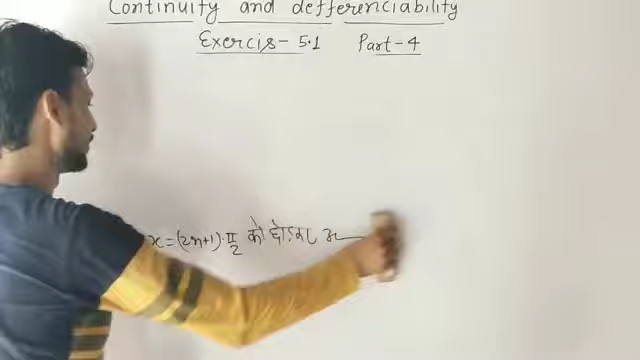 Continuity and defferenciability
Exercis-5.1 Part-4
x=(2n+1)·π/2 को छोड़कर